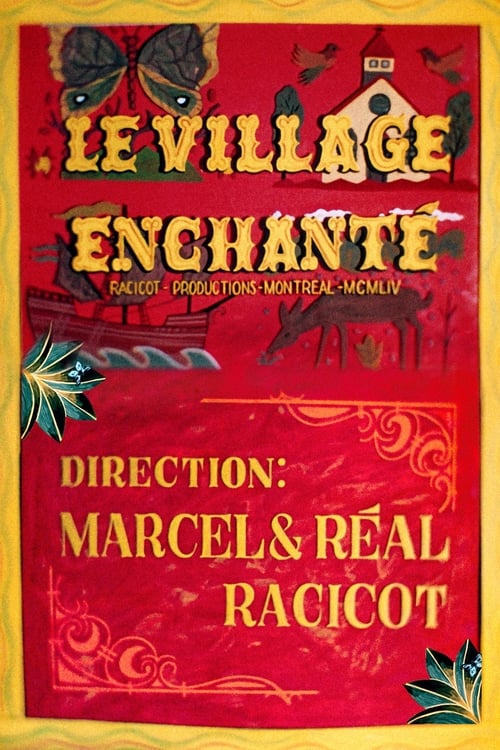 LE VILLAGE
ENCHANTÉ
RACICOT - PRODUCTIONS - MONTREAL - MCMLIV
DIRECTION:
MARCEL & RÉAL
RACICOT